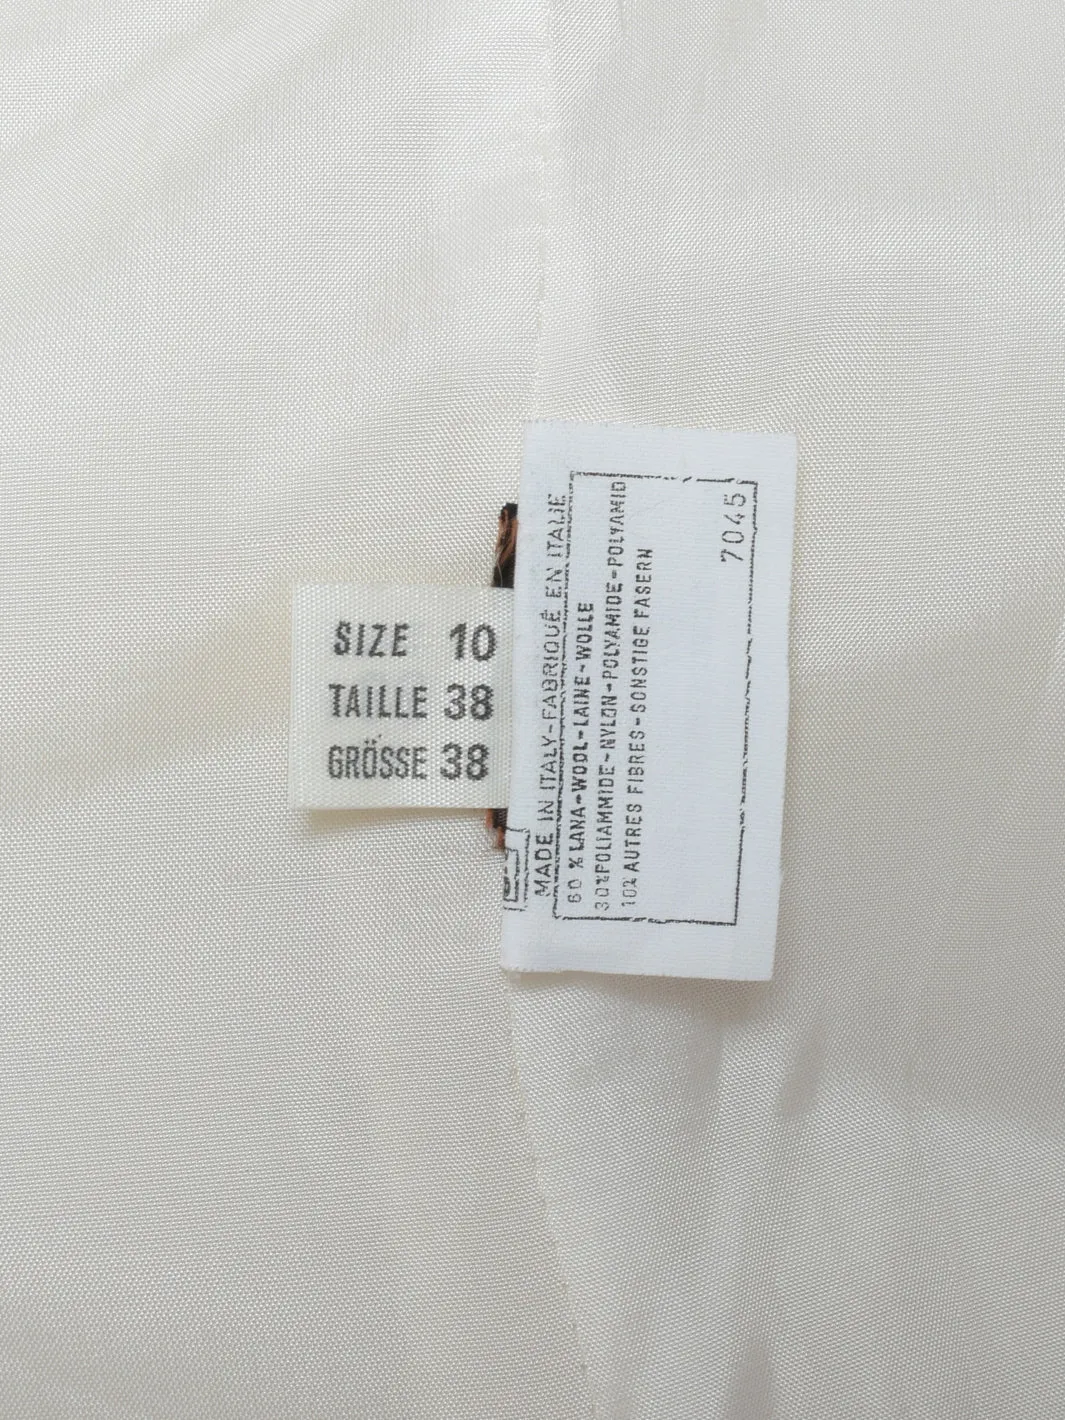 SIZE 10
TAILLE 38
GRÖSSE 38
MADE IN ITALY-FABRIQUÉ EN ITALIE
60 % LANA-WOOL-LAINE-WOLLE
30%POLIAMMIDE-NYLON-POLYAMIDE-POLYAMID
10% AUTRES FIBRES-SONSTIGE FASERN
7045